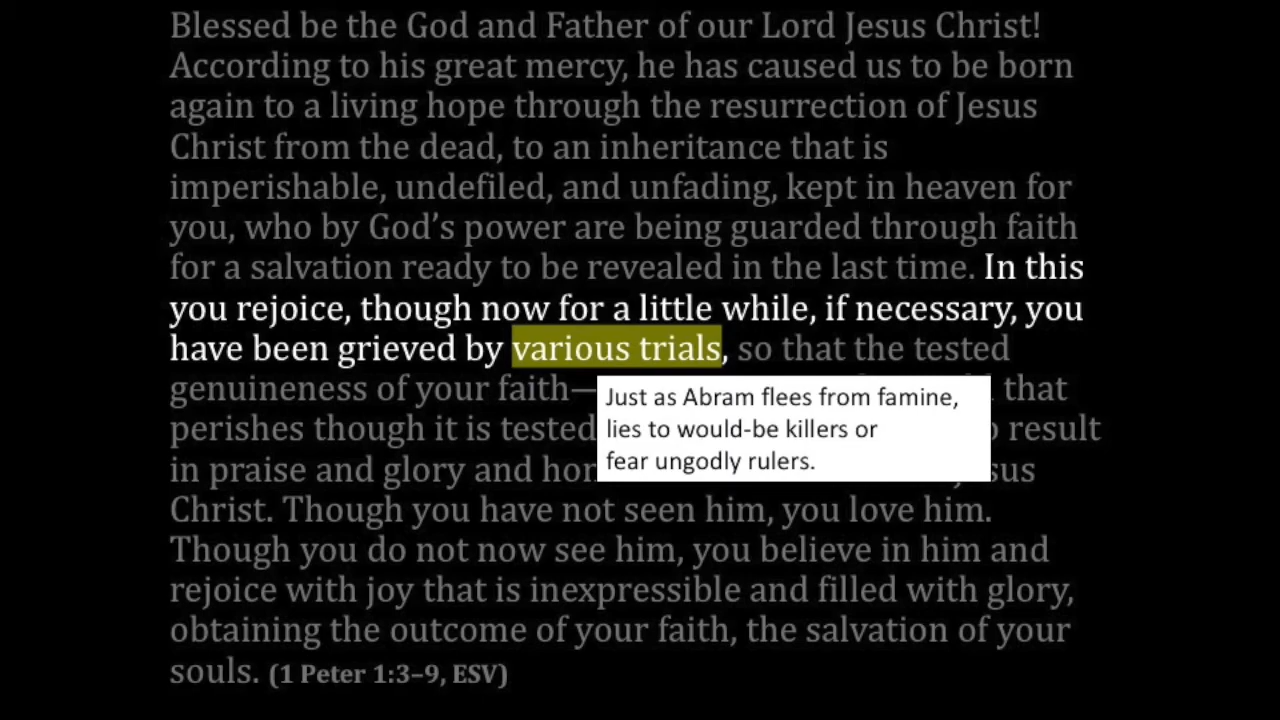 Blessed be the God and Father of our Lord Jesus Christ!
According to his great mercy, he has caused us to be born
again to a living hope through the resurrection of Jesus
Christ from the dead, to an inheritance that is
imperishable, undefiled, and unfading, kept in heaven for
you, who by God’s power are being guarded through faith
for a salvation ready to be revealed in the last time. In this
you rejoice, though now for a little while, if necessary, you
have been grieved by various trials, so that the tested
genuineness of your faith— that
perishes though it is tested result
in praise and glory and
Christ. Though you have not seen him, you love him.
Though you do not now see him, you believe in him and
rejoice with joy that is inexpressible and filled with glory,
obtaining the outcome of your faith, the salvation of your
souls. (1 Peter 1:3–9, ESV)
Just as Abram flees from famine,
lies to would-be killers or
fear ungodly rulers.